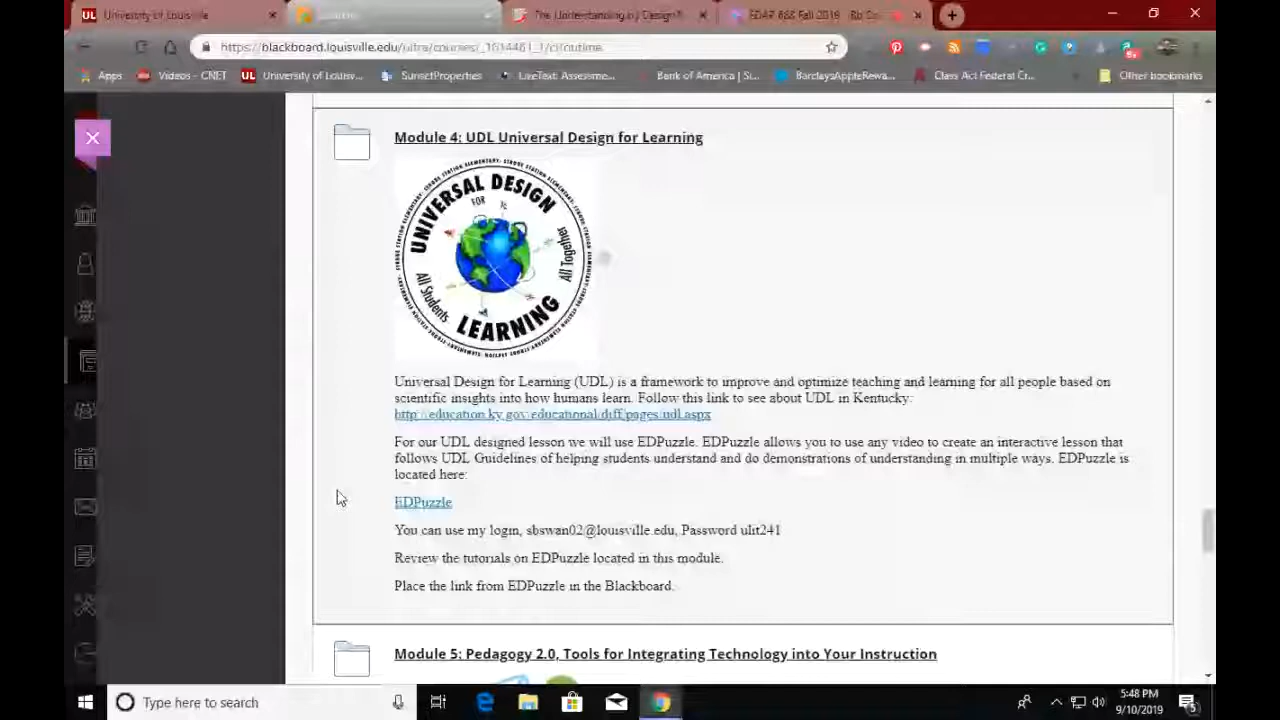 University of Louisville
The Understanding by Design
EDAP 688 Fall 2019 - Bb Co
https://blackboard.louisville.edu/ultra/courses/_1634461_1/cl/outline
Apps
Videos - CNET
University of Louisv...
SunsetProperties
LiveText: Assessme...
Bank of America | Si...
BarclaysAppleRewa...
Class Act Federal Cr...
Other bookmarks
Module 4: UDL Universal Design for Learning
UNIVERSAL DESIGN
FOR
LEARNING
All Students
All Together
Universal Design for Learning (UDL) is a framework to improve and optimize teaching and learning for all people based on
scientific insights into how humans learn. Follow this link to see about UDL in Kentucky:
http://education.ky.gov/educational/diff/pages/udl.aspx
For our UDL designed lesson we will use EDPuzzle. EDPuzzle allows you to use any video to create an interactive lesson that
follows UDL Guidelines of helping students understand and do demonstrations of understanding in multiple ways. EDPuzzle is
located here:
EDPuzzle
You can use my login, sbswan02@louisville.edu, Password ulit241
Review the tutorials on EDPuzzle located in this module.
Place the link from EDPuzzle in the Blackboard.
Module 5: Pedagogy 2.0, Tools for Integrating Technology into Your Instruction
Type here to search
5:48 PM
9/10/2019